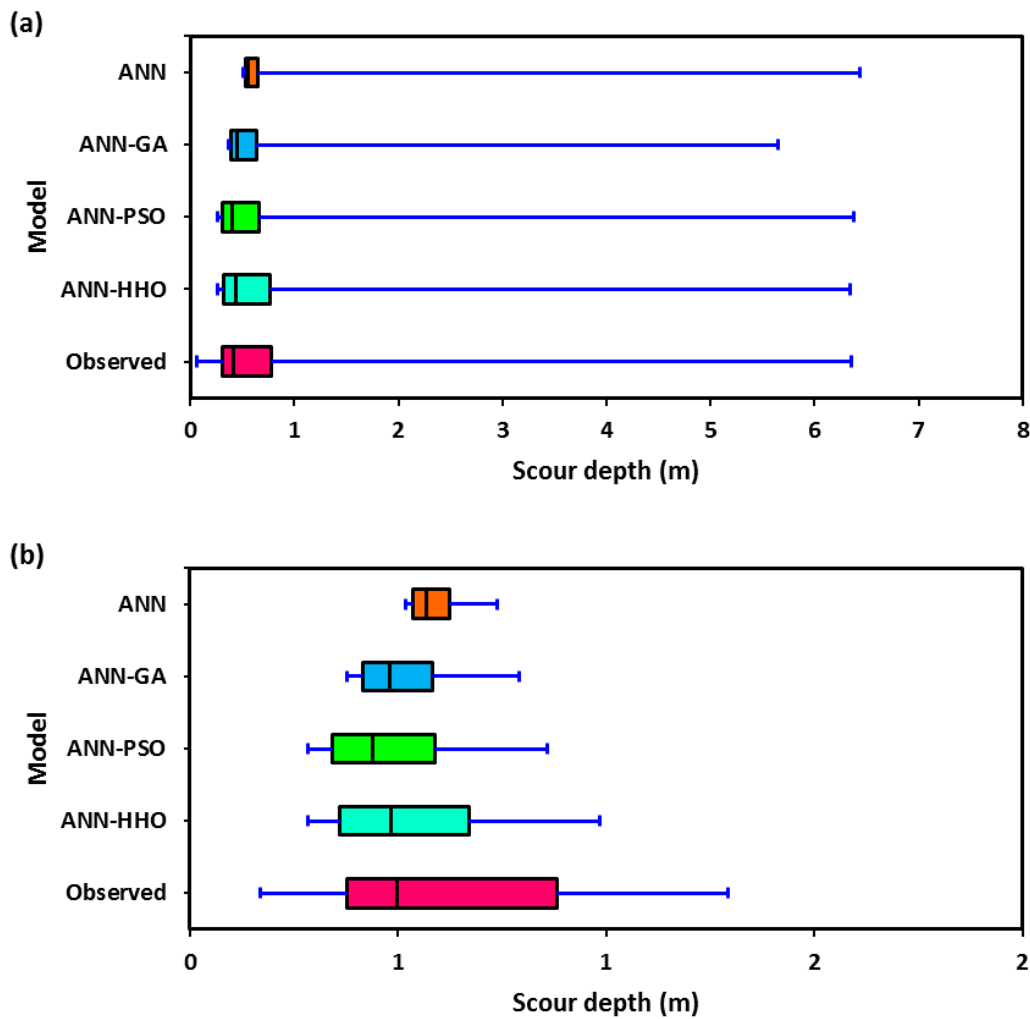 (a)
ANN
ANN-GA
ANN-PSO
ANN-HHO
Observed
Model
0 1 2 3 4 5 6 7 8
Scour depth (m)
(b)
ANN
ANN-GA
ANN-PSO
ANN-HHO
Observed
Model
0 1 1 2 2
Scour depth (m)